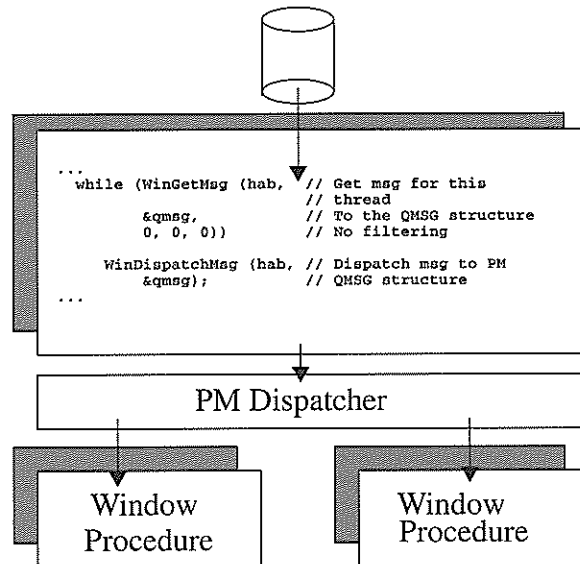 ...
while (WinGetMsg (hab, // Get msg for this
// thread
&qmsg, // To the QMSG structure
0, 0, 0)) // No filtering
WinDispatchMsg (hab, // Dispatch msg to PM
&qmsg); // QMSG structure
...
PM Dispatcher
Window
Procedure
Window
Procedure